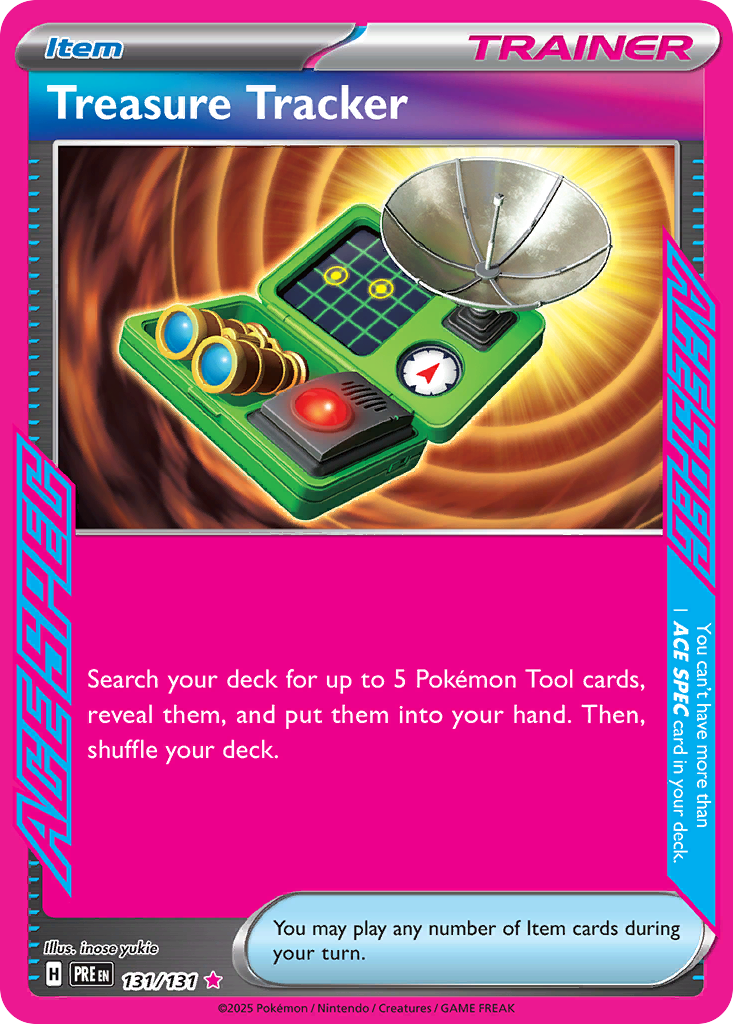 Item
TRAINER
Treasure Tracker
ACE SPEC
ACE SPEC
You can't have more than
1 ACE SPEC card in your deck.
Search your deck for up to 5 Pokémon Tool cards,
reveal them, and put them into your hand. Then,
shuffle your deck.
You may play any number of Item cards during
your turn.
Illus. inose yukie
H PRE EN 131/131
©2025 Pokémon / Nintendo / Creatures / GAME FREAK